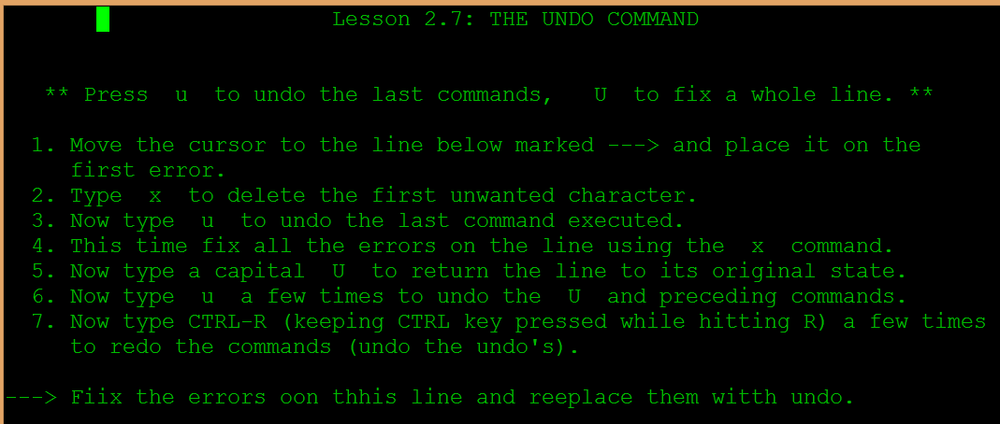 Lesson 2.7: THE UNDO COMMAND
** Press  u  to undo the last commands,   U  to fix a whole line. **
1. Move the cursor to the line below marked ---> and place it on the
first error.
2. Type  x  to delete the first unwanted character.
3. Now type  u  to undo the last command executed.
4. This time fix all the errors on the line using the  x  command.
5. Now type a capital  U  to return the line to its original state.
6. Now type  u  a few times to undo the  U  and preceding commands.
7. Now type CTRL-R (keeping CTRL key pressed while hitting R) a few times
to redo the commands (undo the undo's).
---> Fiix the errors oon thhis line and reeplace them witth undo.